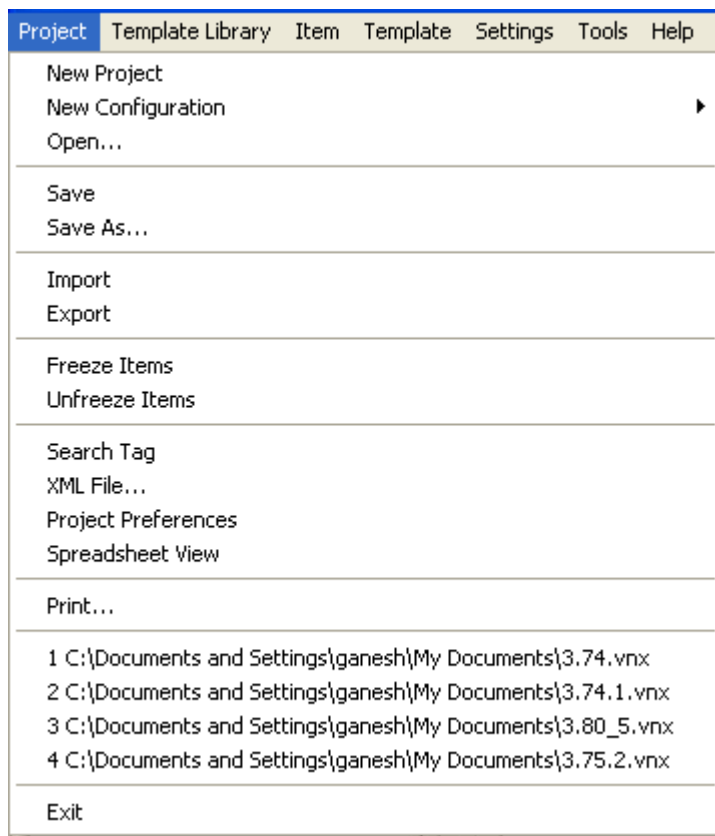 Project Template Library Item Template Settings Tools Help
New Project
New Configuration
Open...
Save
Save As...
Import
Export
Freeze Items
Unfreeze Items
Search Tag
XML File...
Project Preferences
Spreadsheet View
Print...
1 C:\Documents and Settings\ganesh\My Documents\3.74.vnx
2 C:\Documents and Settings\ganesh\My Documents\3.74.1.vnx
3 C:\Documents and Settings\ganesh\My Documents\3.80_5.vnx
4 C:\Documents and Settings\ganesh\My Documents\3.75.2.vnx
Exit